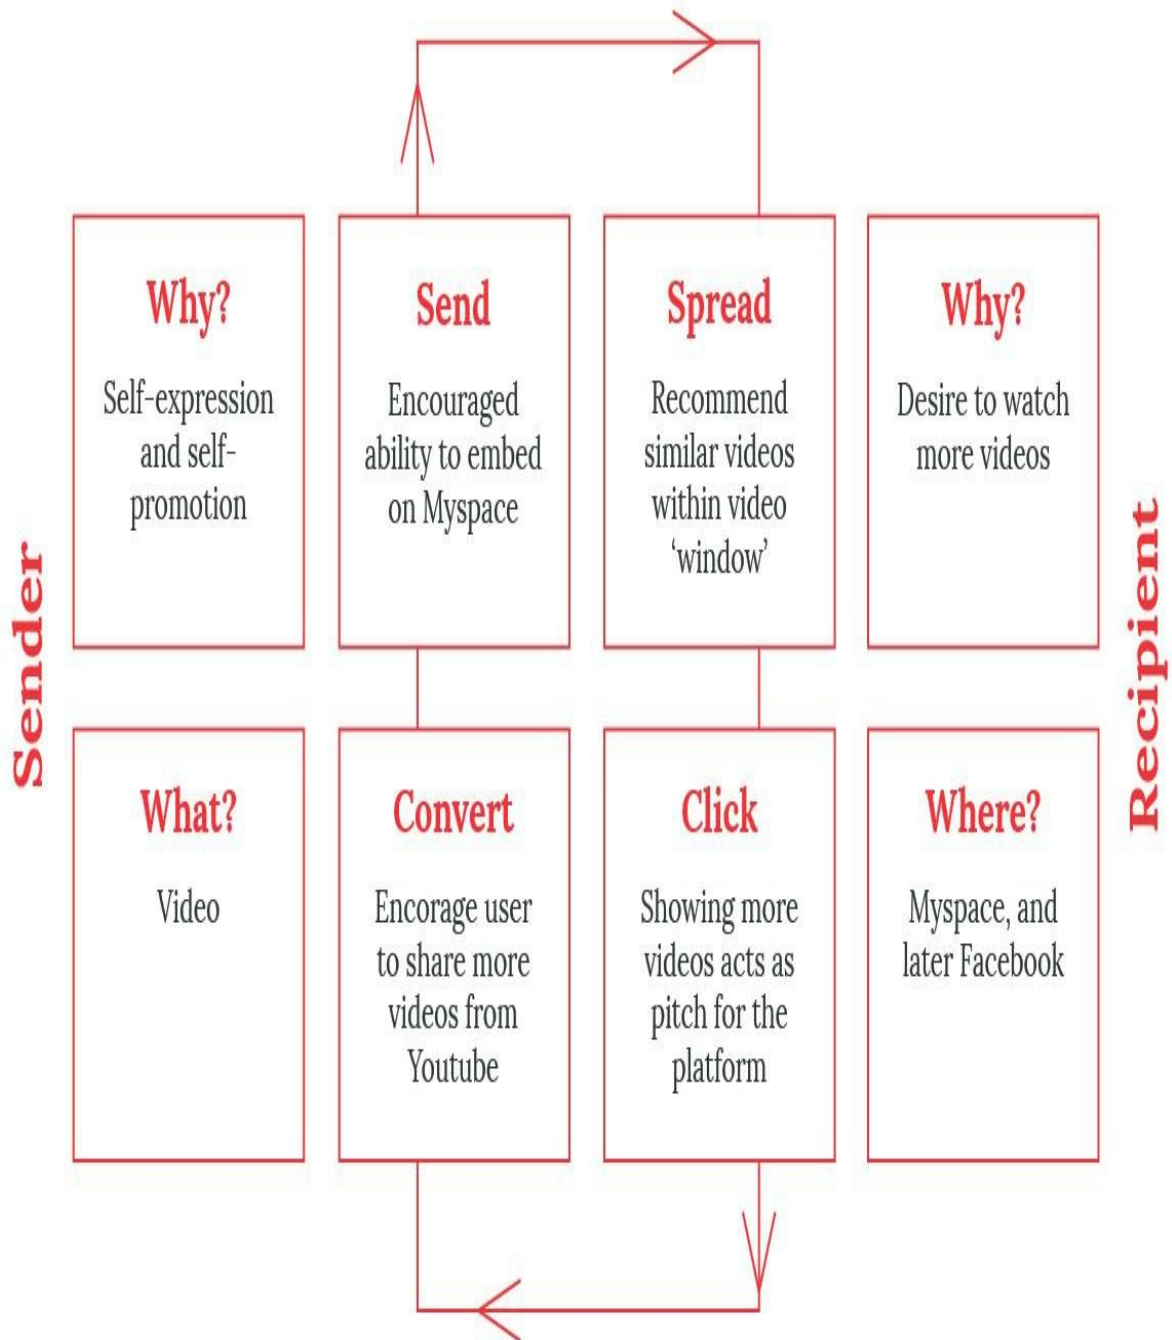 Sender
Why?
Self-expression
and self-
promotion
Send
Encouraged
ability to embed
on Myspace
Spread
Recommend
similar videos
within video
‘window’
Why?
Desire to watch
more videos
What?
Video
Convert
Encorage user
to share more
videos from
Youtube
Click
Showing more
videos acts as
pitch for the
platform
Where?
Myspace, and
later Facebook
Recipient